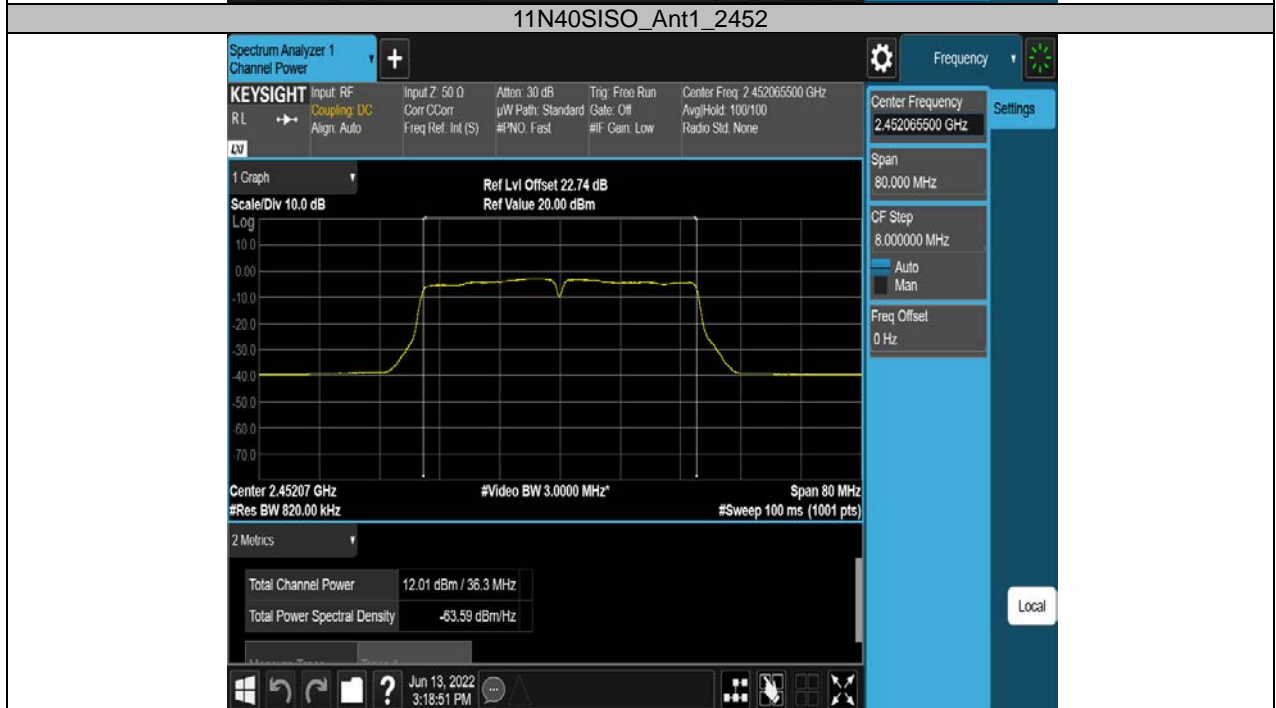 11N40SISO_Ant1_2452
Spectrum Analyzer 1
Channel Power
+
Frequency
KEYSIGHT
RL
LV
Input: RF
Coupling: DC
Align: Auto
Input Z: 50 Ω
Corr CCorr
Freq Ref: Int (S)
Atten: 30 dB
µW Path: Standard
#PNO: Fast
Trig: Free Run
Gate: Off
#IF Gain: Low
Center Freq: 2.452065500 GHz
Avg|Hold: 100/100
Radio Std: None
Center Frequency
2.452065500 GHz
Settings
Span
80.000 MHz
CF Step
8.000000 MHz
Auto
Man
Freq Offset
0 Hz
1 Graph
Ref Lvl Offset 22.74 dB
Scale/Div 10.0 dB
Ref Value 20.00 dBm
Log
10.0
0.00
-10.0
-20.0
-30.0
-40.0
-50.0
-60.0
-70.0
Center 2.45207 GHz
#Video BW 3.0000 MHz*
Span 80 MHz
#Res BW 820.00 kHz
#Sweep 100 ms (1001 pts)
2 Metrics
Total Channel Power
12.01 dBm / 36.3 MHz
Total Power Spectral Density
-63.59 dBm/Hz
Local
?
Jun 13, 2022
3:18:51 PM